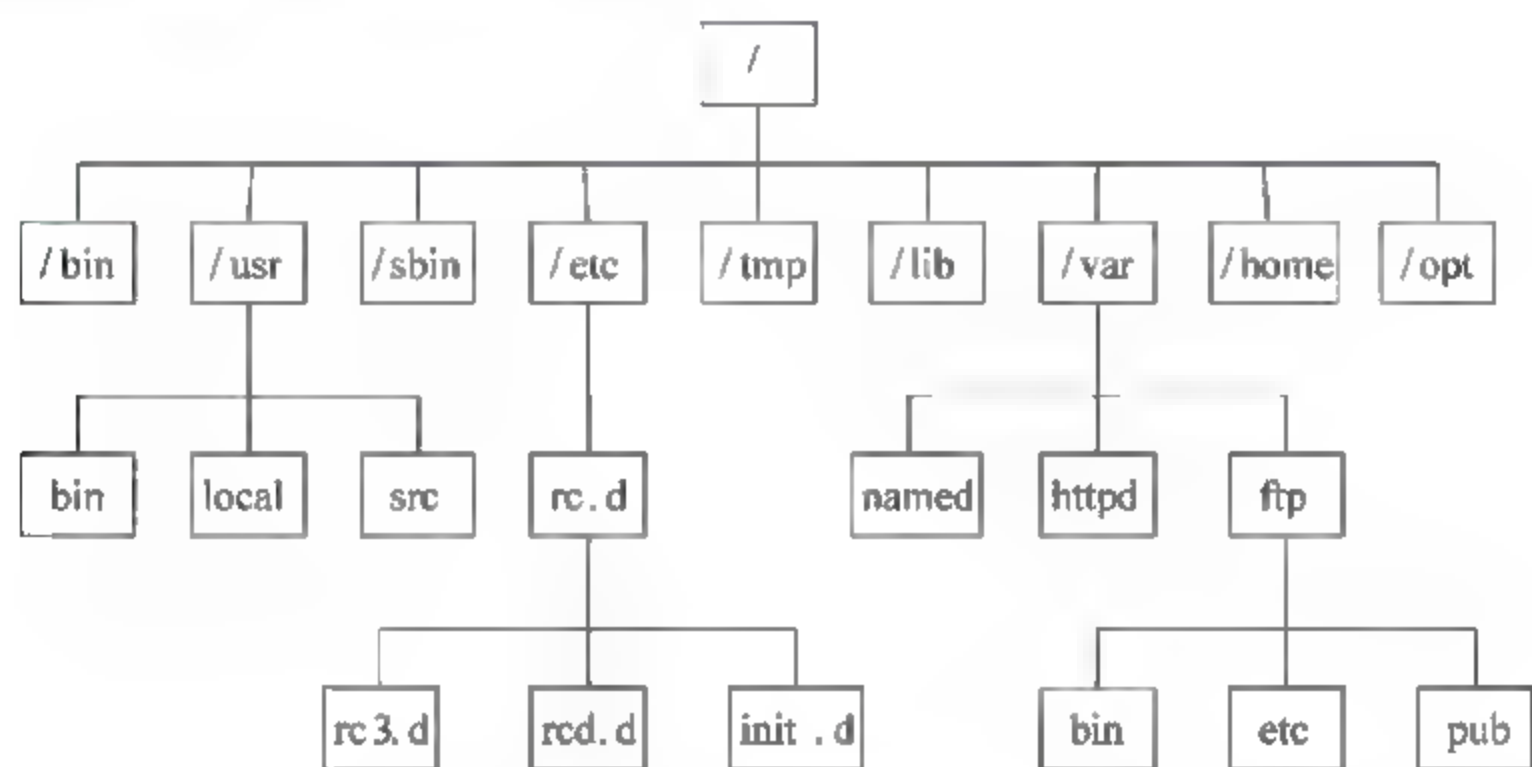 /
/bin /usr /sbin /etc /tmp /lib /var /home /opt
bin local src rc.d named httpd ftp
rc3.d rcd.d init.d bin etc pub